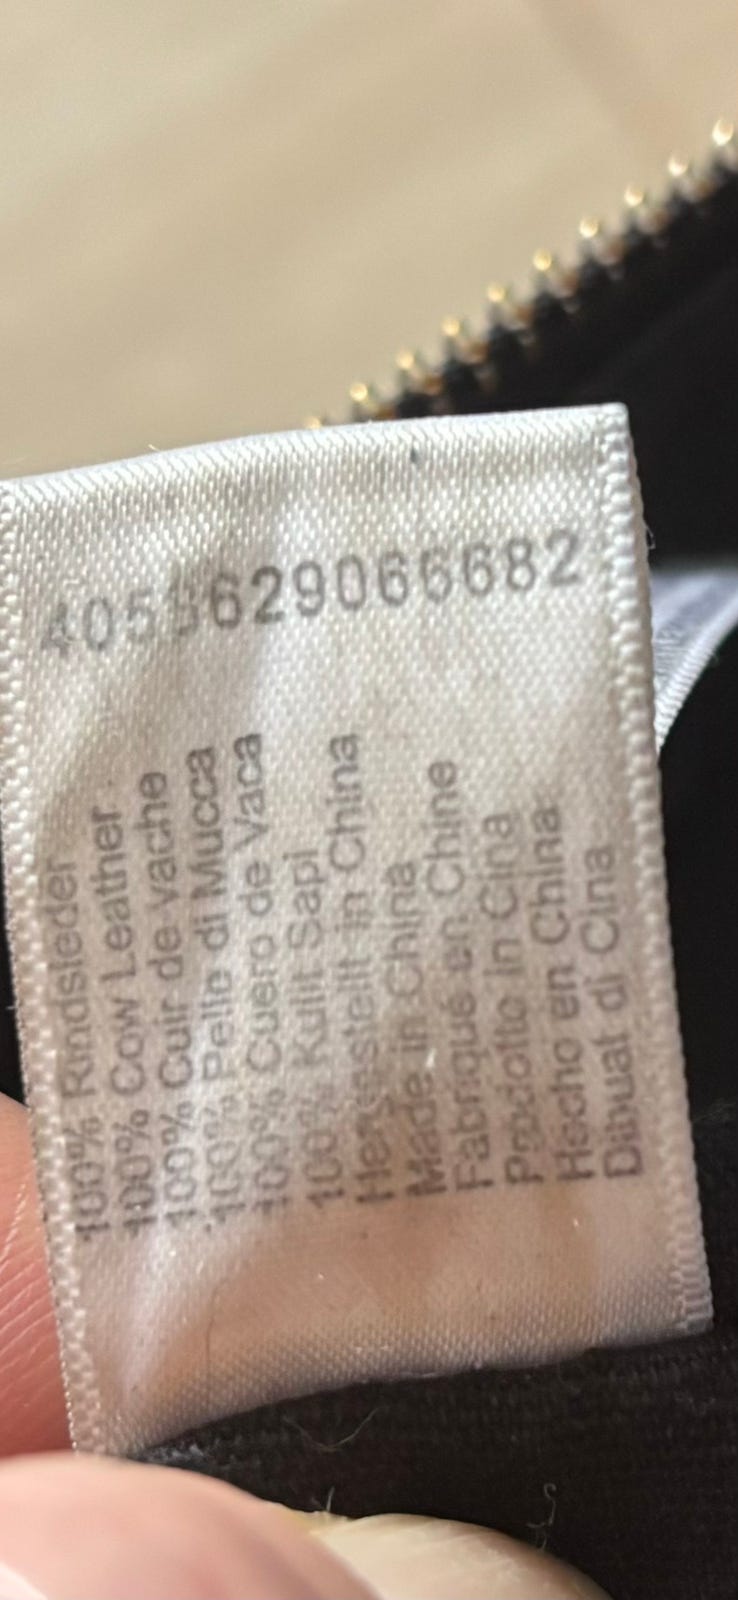 4055629066682
100% Rindsleder
100% Cow Leather
100% Cuir de vache
100% Pelle di Mucca
100% Cuero de Vaca
100% Kulit Sapi
Hergestellt in China
Made in China
Fabriqué en Chine
Prodotto in Cina
Hecho en China
Dibuat di Cina